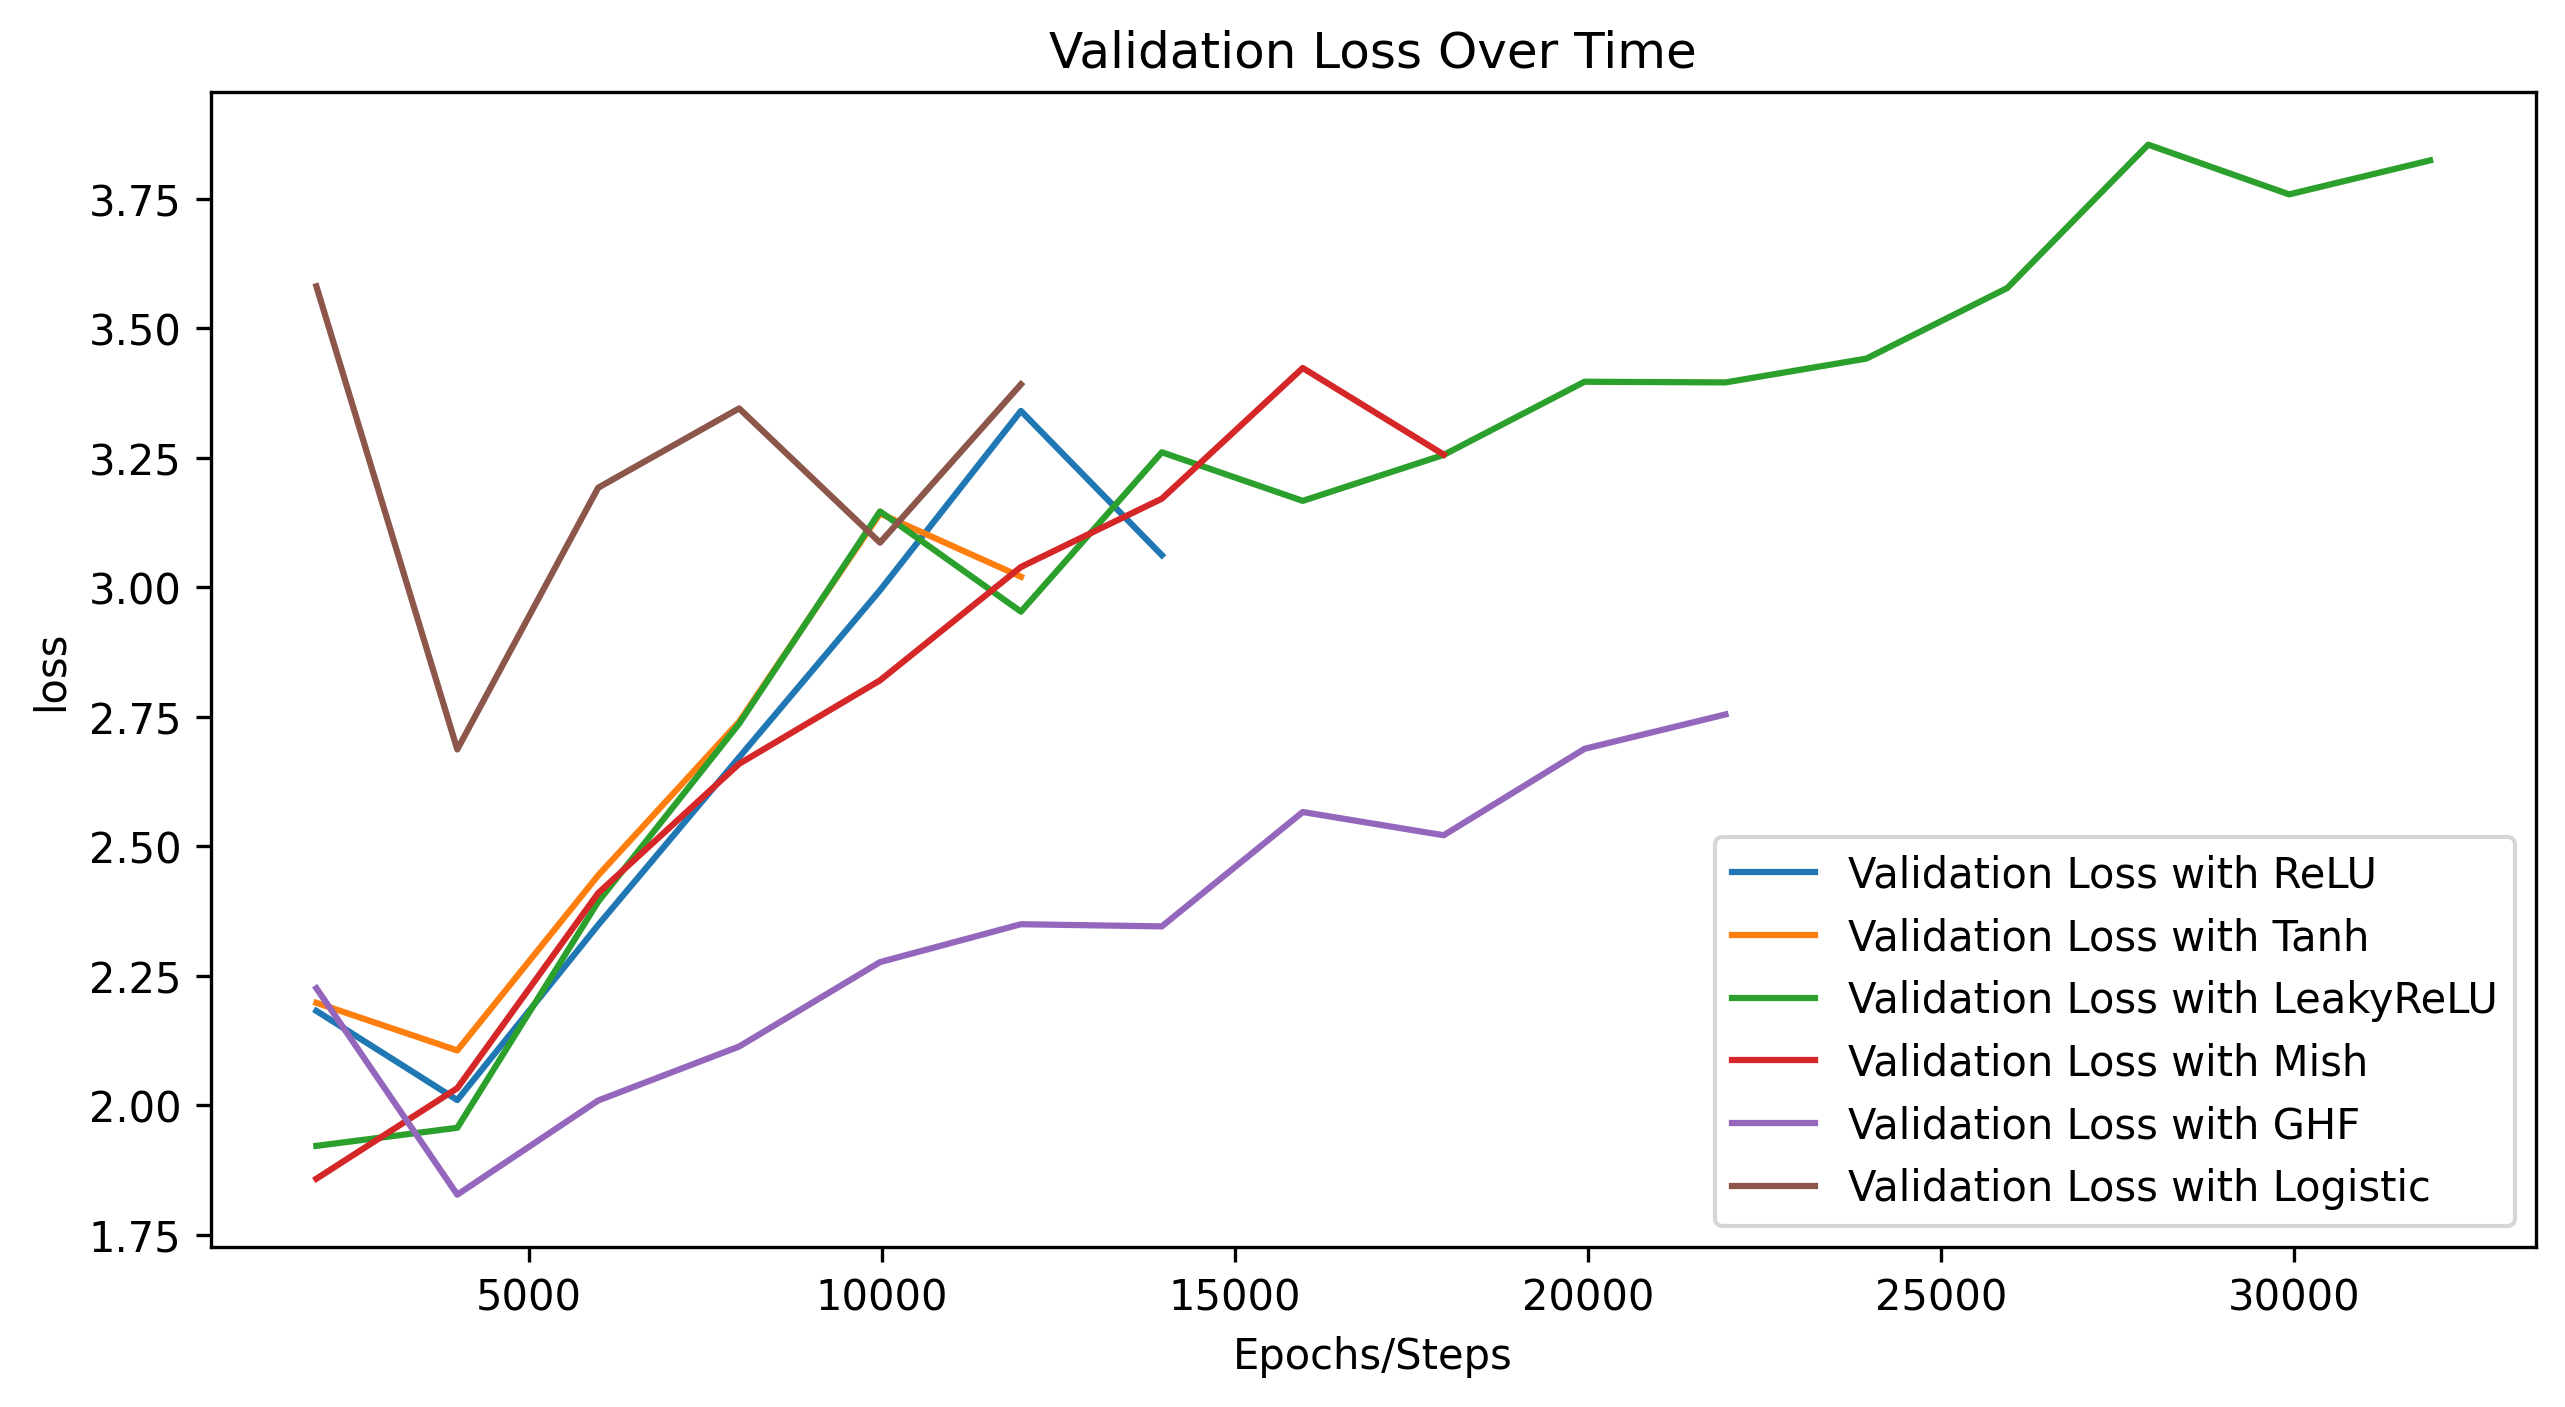 Validation Loss Over Time
loss
3.75
3.50
3.25
3.00
2.75
2.50
2.25
2.00
1.75
Validation Loss with ReLU
Validation Loss with Tanh
Validation Loss with LeakyReLU
Validation Loss with Mish
Validation Loss with GHF
Validation Loss with Logistic
5000 10000 15000 20000 25000 30000
Epochs/Steps